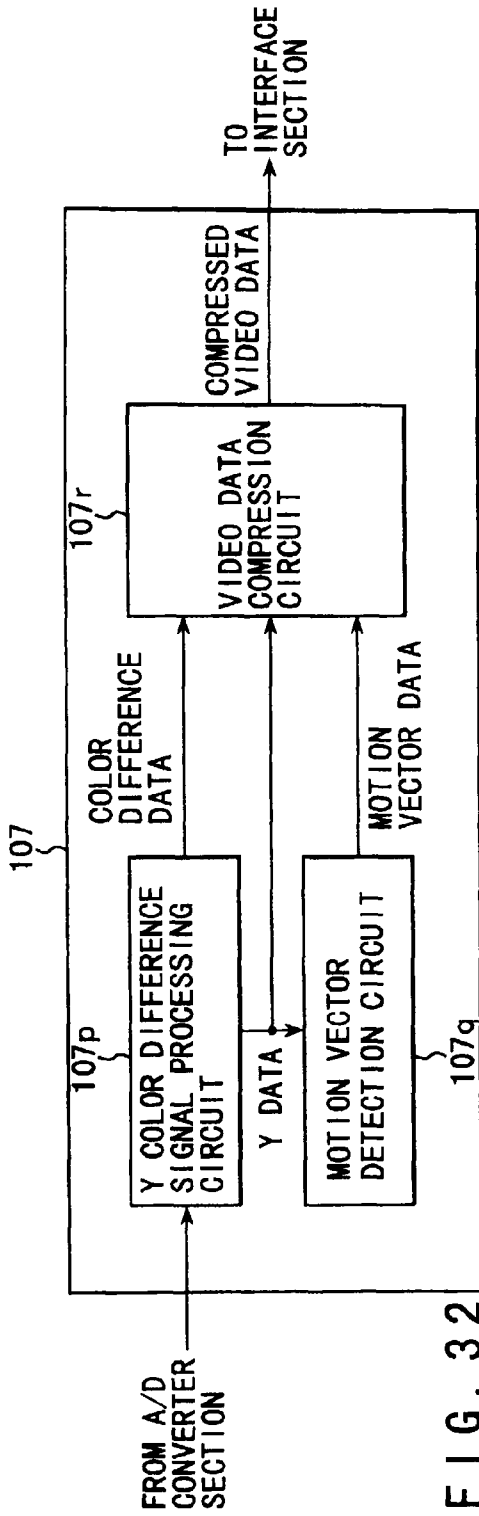 107
FROM A/D
CONVERTER
SECTION
107p
Y COLOR DIFFERENCE
SIGNAL PROCESSING
CIRCUIT
COLOR
DIFFERENCE
DATA
Y DATA
MOTION VECTOR
DETECTION CIRCUIT
107q
MOTION
VECTOR DATA
107r
VIDEO DATA
COMPRESSION
CIRCUIT
COMPRESSED
VIDEO DATA
TO
INTERFACE
SECTION
FIG. 32